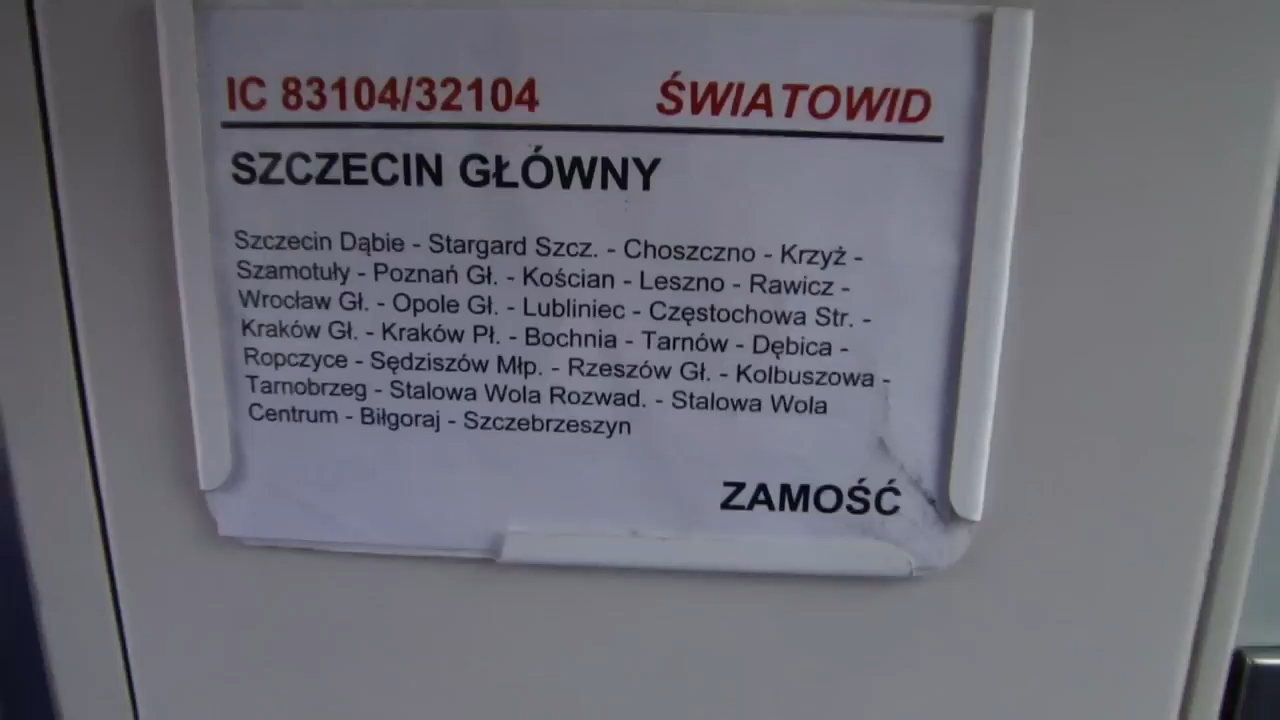 IC 83104/32104 ŚWIATOWID
SZCZECIN GŁÓWNY
Szczecin Dąbie - Stargard Szcz. - Choszczno - Krzyż -
Szamotuły - Poznań Gł. - Kościan - Leszno - Rawicz -
Wrocław Gł. - Opole Gł. - Lubliniec - Częstochowa Str. -
Kraków Gł. - Kraków Pł. - Bochnia - Tarnów - Dębica -
Ropczyce - Sędziszów Młp. - Rzeszów Gł. - Kolbuszowa -
Tarnobrzeg - Stalowa Wola Rozwad. - Stalowa Wola
Centrum - Biłgoraj - Szczebrzeszyn
ZAMOŚĆ